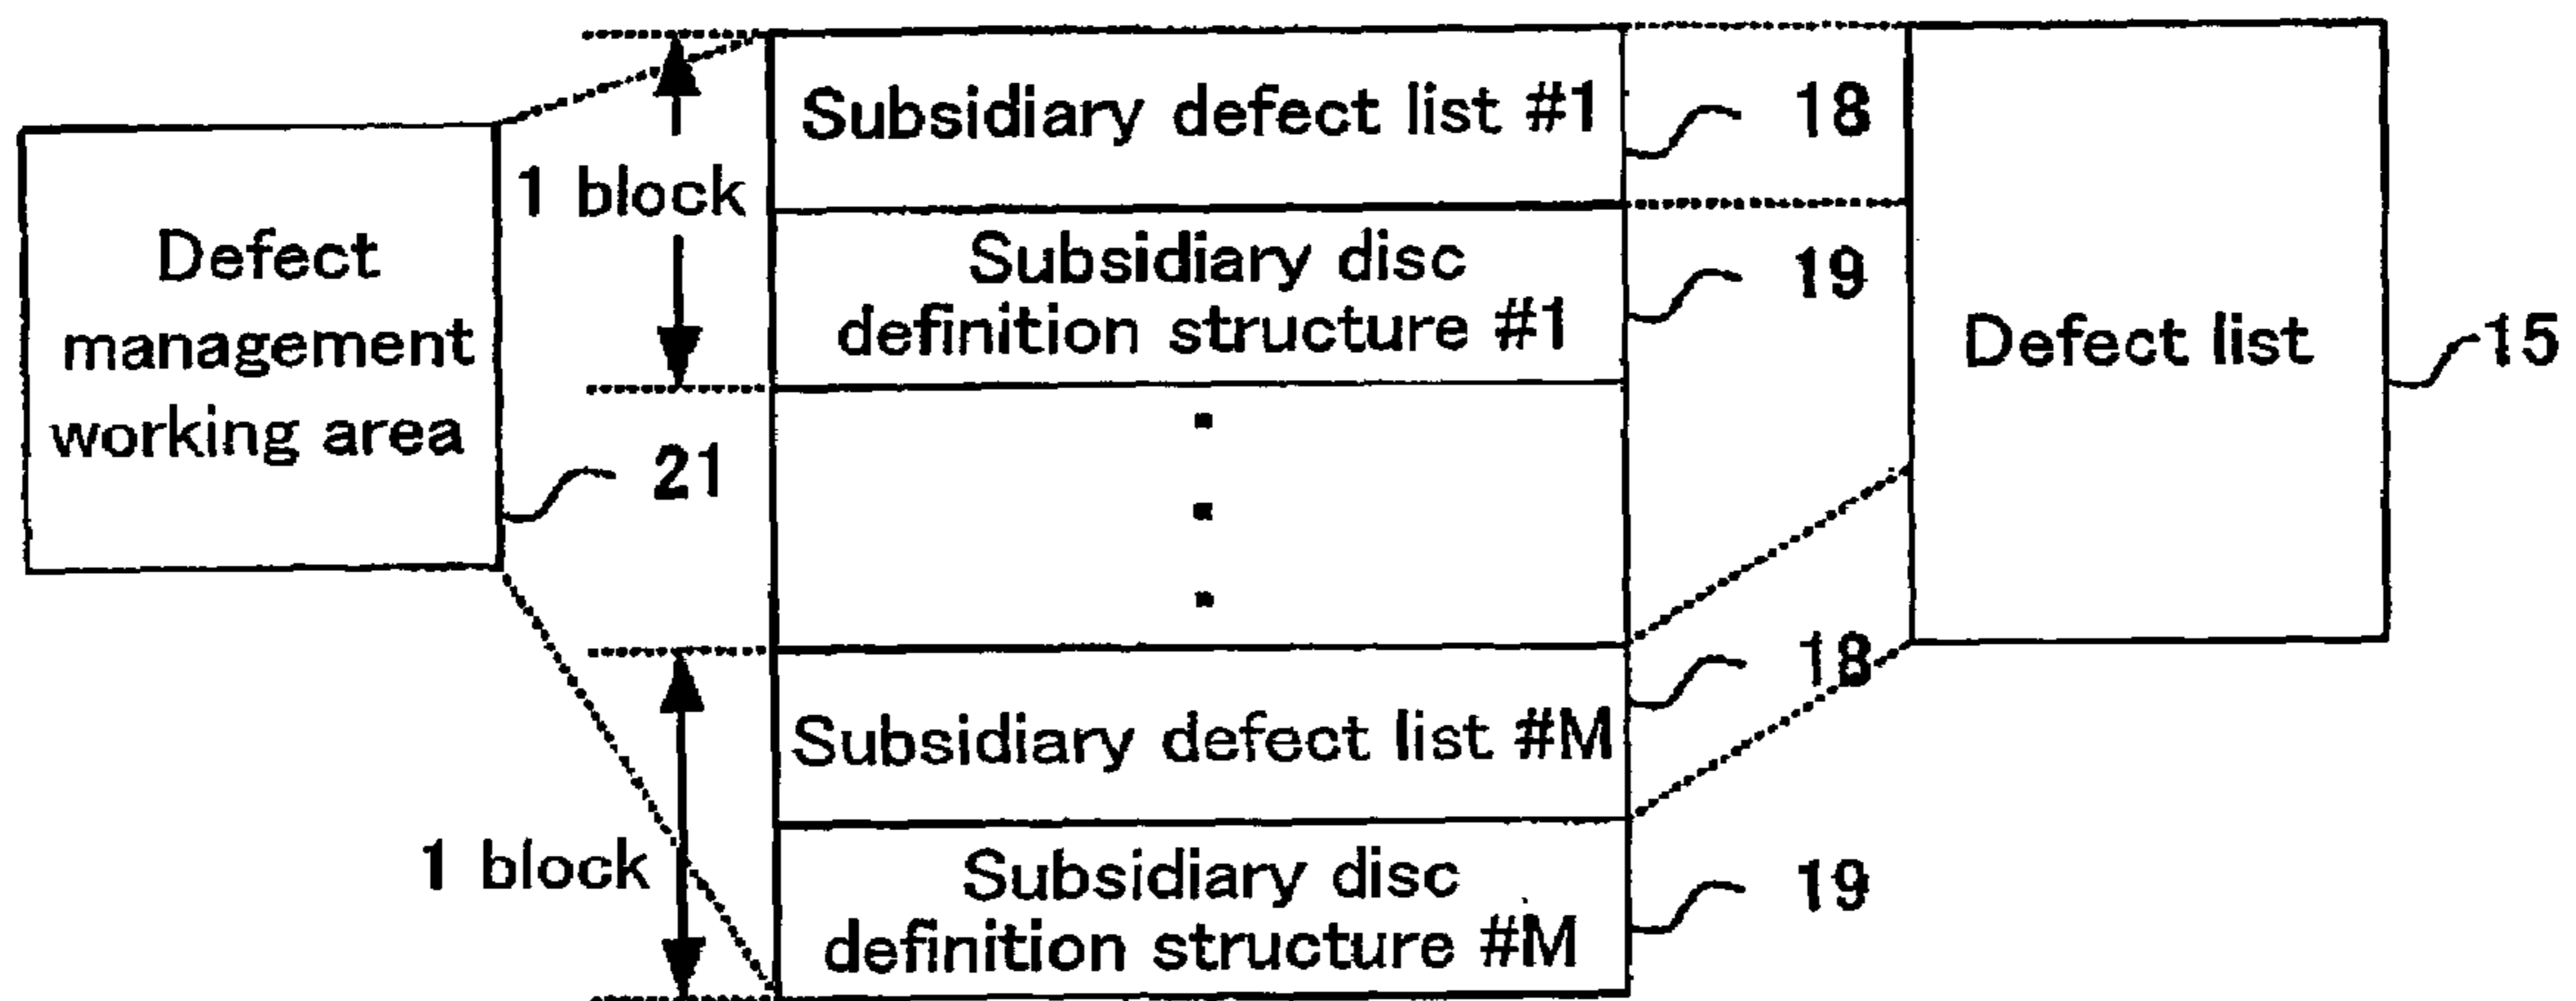 Defect
management
working area
21
1 block
Subsidiary defect list #1
18
Subsidiary disc
definition structure #1
19
Defect list
15
1 block
Subsidiary defect list #M
18
Subsidiary disc
definition structure #M
19